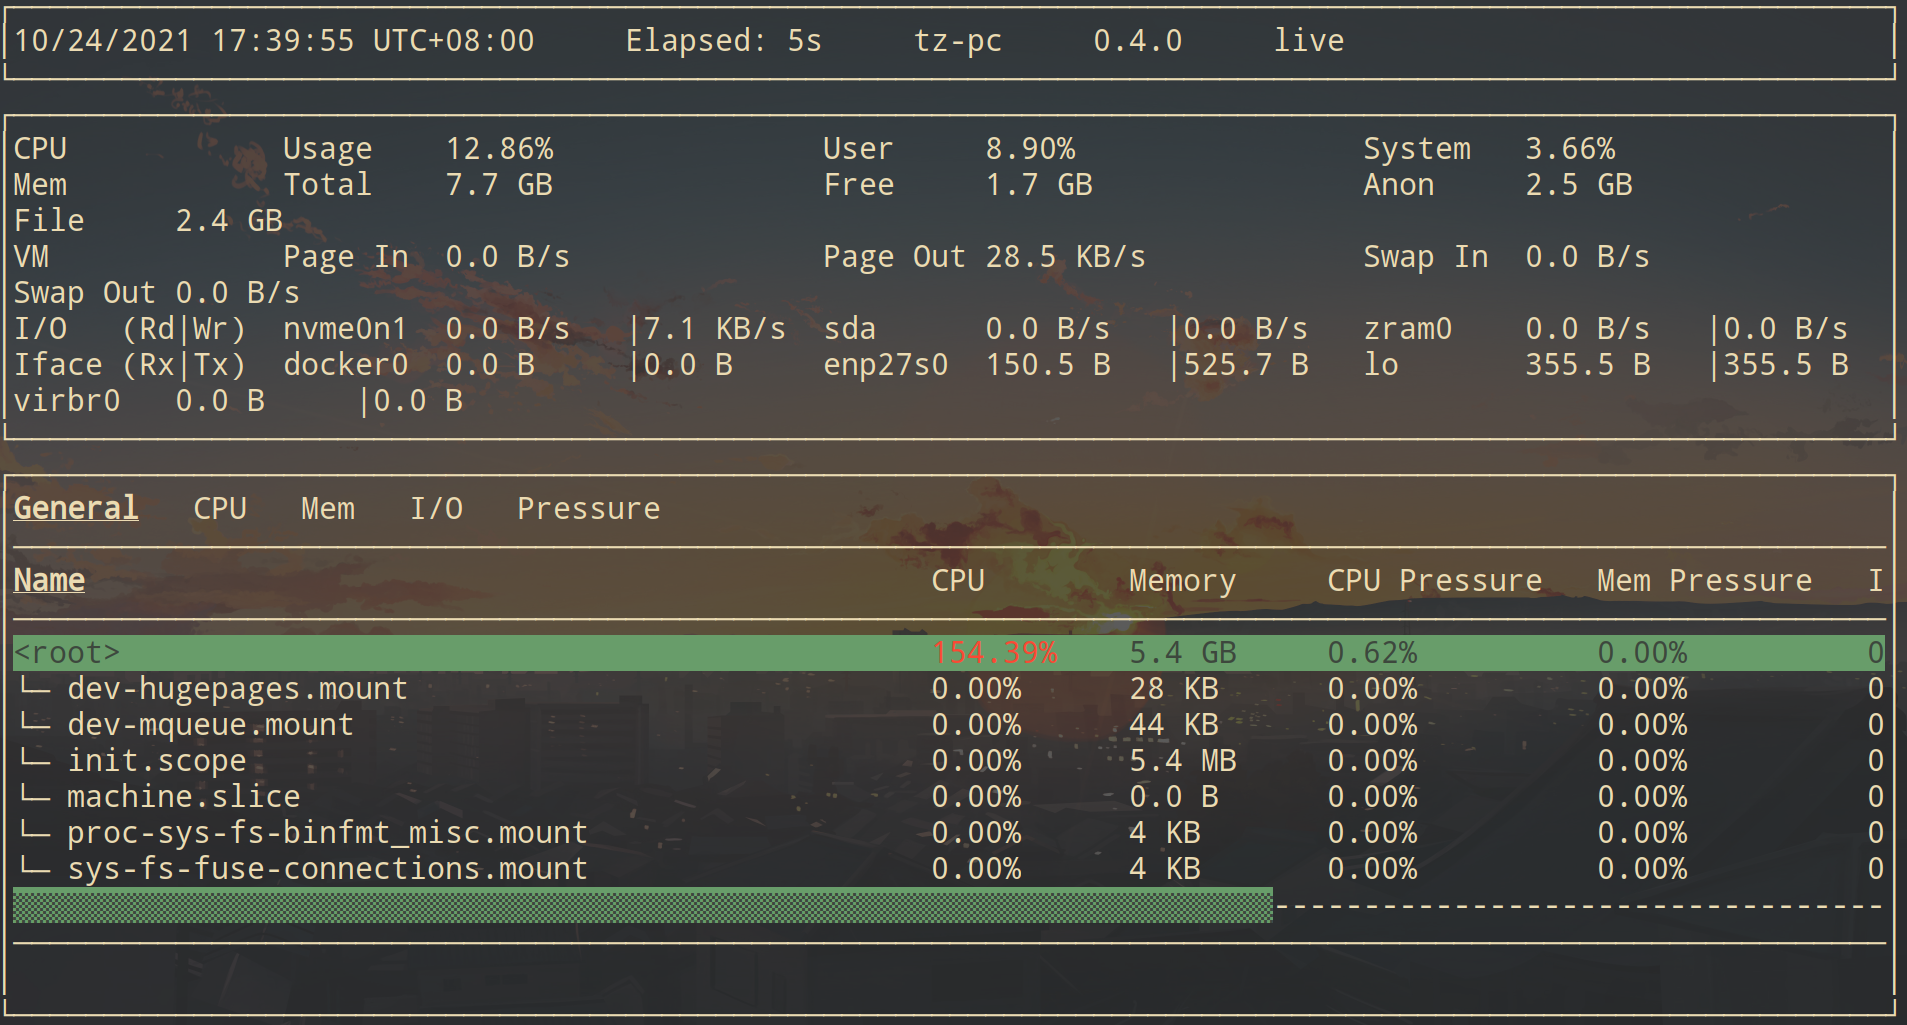 10/24/2021 17:39:55 UTC+08:00 Elapsed: 5s tz-pc 0.4.0 live
CPU Usage 12.86% User 8.90% System 3.66%
Mem Total 7.7 GB Free 1.7 GB Anon 2.5 GB
File 2.4 GB
VM Page In 0.0 B/s Page Out 28.5 KB/s Swap In 0.0 B/s
Swap Out 0.0 B/s
I/O (Rd|Wr) nvme0n1 0.0 B/s |7.1 KB/s sda 0.0 B/s |0.0 B/s zram0 0.0 B/s |0.0 B/s
Iface (Rx|Tx) docker0 0.0 B |0.0 B enp27s0 150.5 B |525.7 B lo 355.5 B |355.5 B
virbr0 0.0 B |0.0 B
General CPU Mem I/O Pressure
Name CPU Memory CPU Pressure Mem Pressure I
<root> 154.39% 5.4 GB 0.62% 0.00% 0
└─ dev-hugepages.mount 0.00% 28 KB 0.00% 0.00% 0
└─ dev-mqueue.mount 0.00% 44 KB 0.00% 0.00% 0
└─ init.scope 0.00% 5.4 MB 0.00% 0.00% 0
└─ machine.slice 0.00% 0.0 B 0.00% 0.00% 0
└─ proc-sys-fs-binfmt_misc.mount 0.00% 4 KB 0.00% 0.00% 0
└─ sys-fs-fuse-connections.mount 0.00% 4 KB 0.00% 0.00% 0